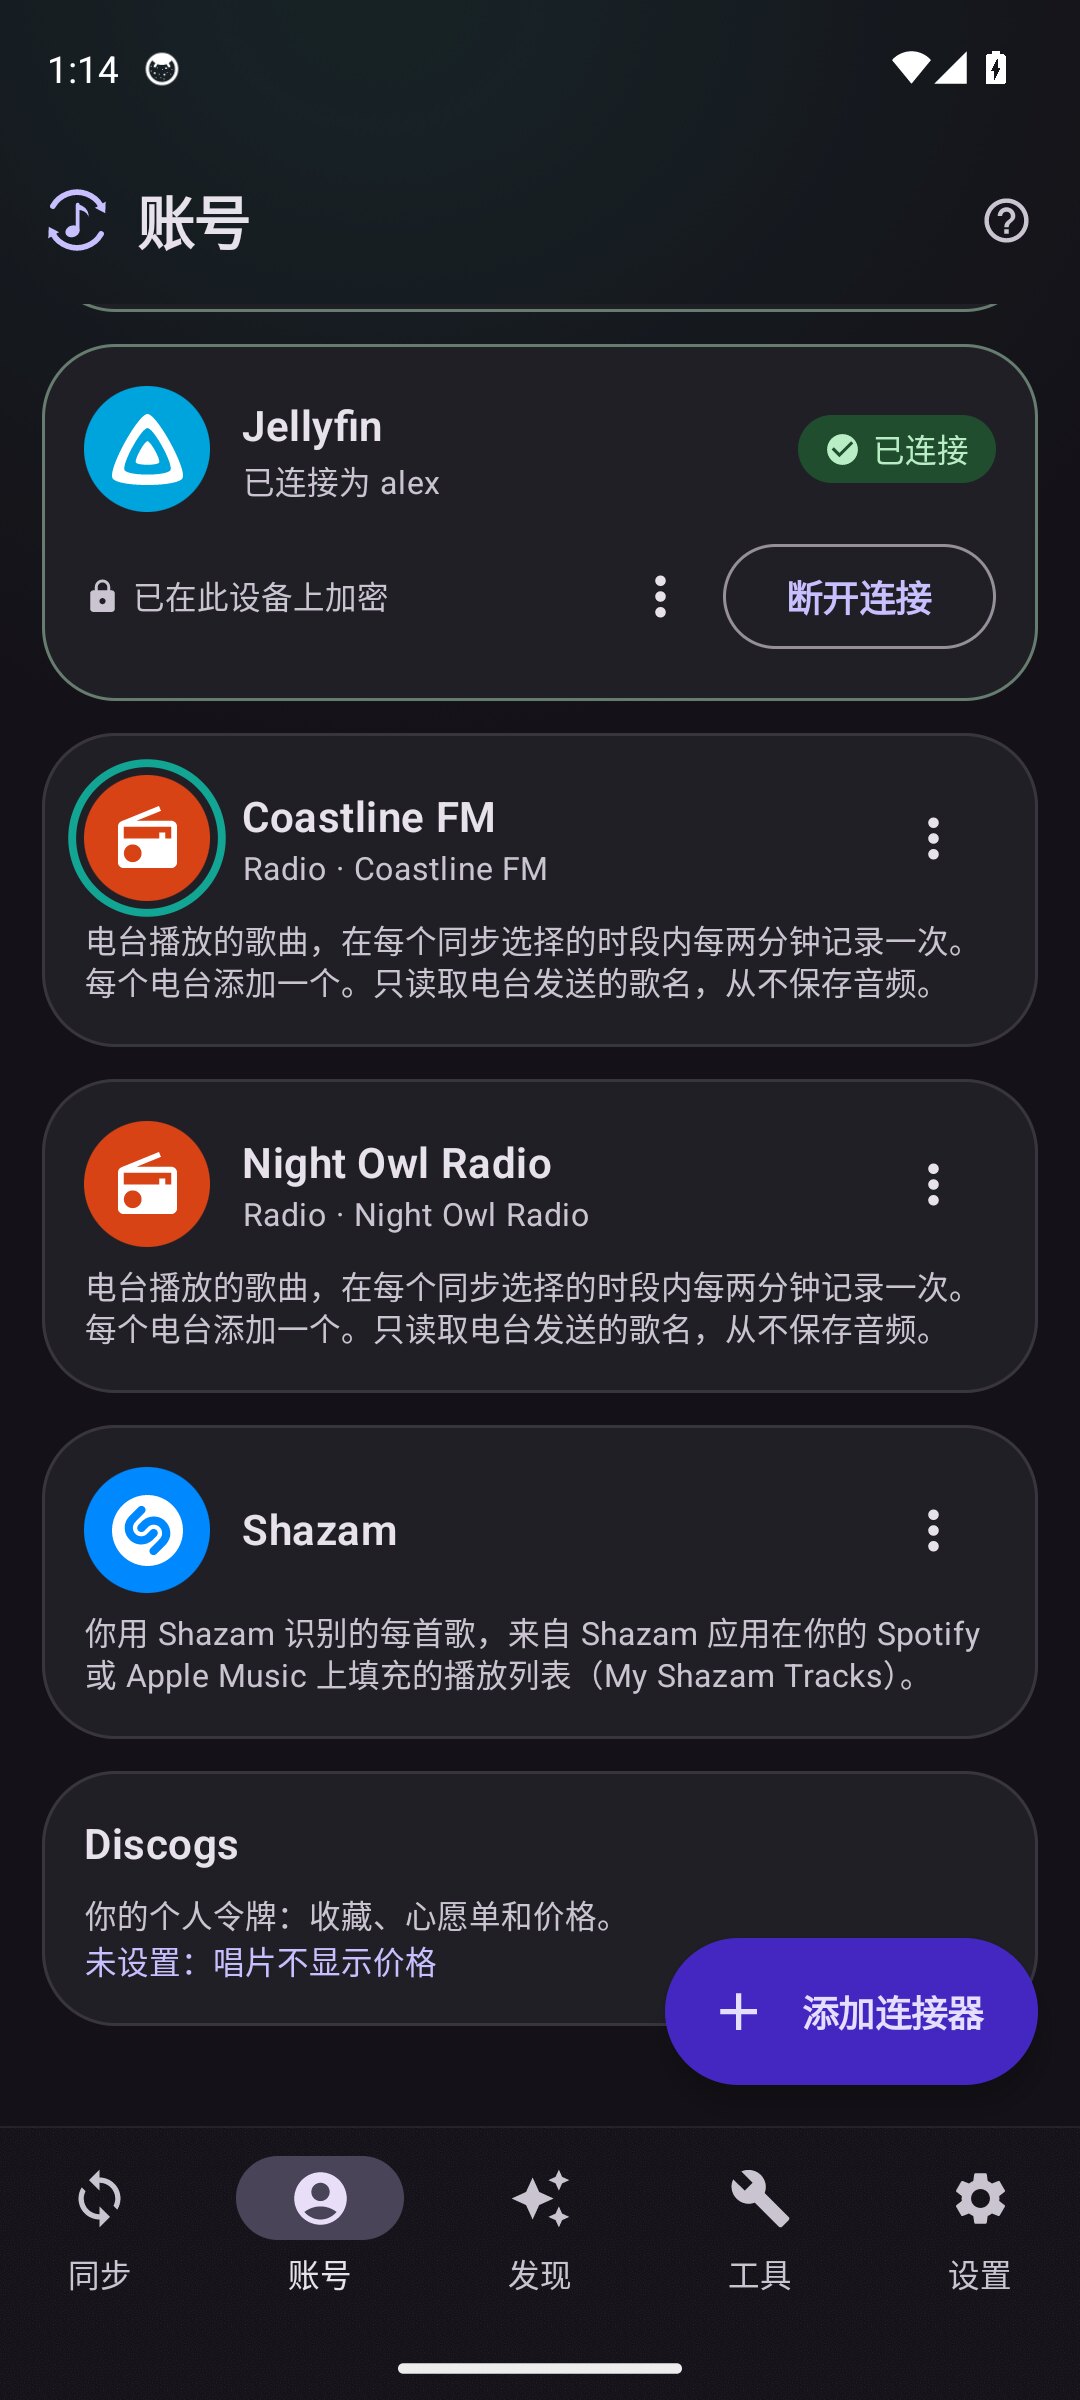 1:14
账号
Jellyfin
已连接为 alex
已连接
已在此设备上加密
断开连接
Coastline FM
Radio · Coastline FM
电台播放的歌曲，在每个同步选择的时段内每两分钟记录一次。
每个电台添加一个。只读取电台发送的歌名，从不保存音频。
Night Owl Radio
Radio · Night Owl Radio
电台播放的歌曲，在每个同步选择的时段内每两分钟记录一次。
每个电台添加一个。只读取电台发送的歌名，从不保存音频。
Shazam
你用 Shazam 识别的每首歌，来自 Shazam 应用在你的 Spotify
或 Apple Music 上填充的播放列表（My Shazam Tracks）。
Discogs
你的个人令牌：收藏、心愿单和价格。
未设置：唱片不显示价格
添加连接器
同步
账号
发现
工具
设置